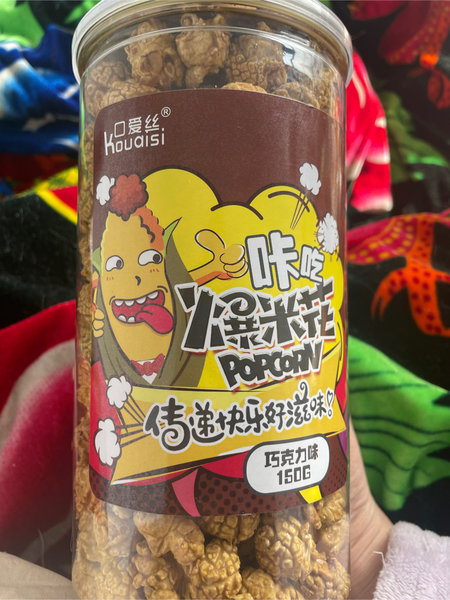 口爱丝®
Kouaisi
咔吃
爆米花
POPCORN
传递快乐好滋味!
巧克力味
150G